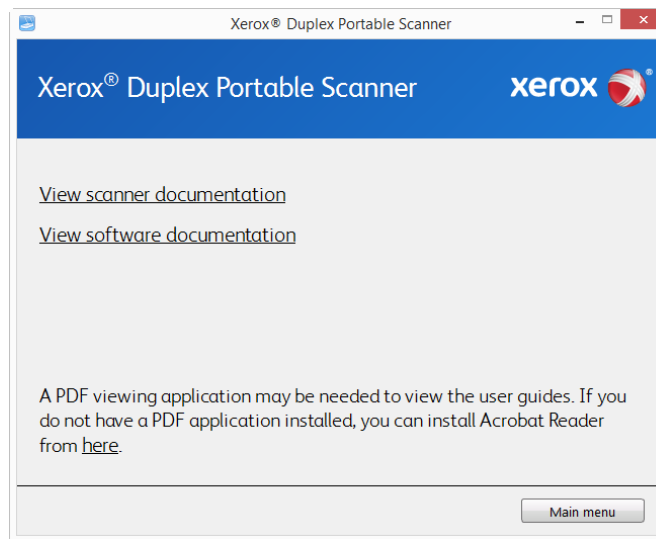 Xerox® Duplex Portable Scanner
Xerox® Duplex Portable Scanner
xerox ®
View scanner documentation
View software documentation
A PDF viewing application may be needed to view the user guides. If you
do not have a PDF application installed, you can install Acrobat Reader
from here.
Main menu